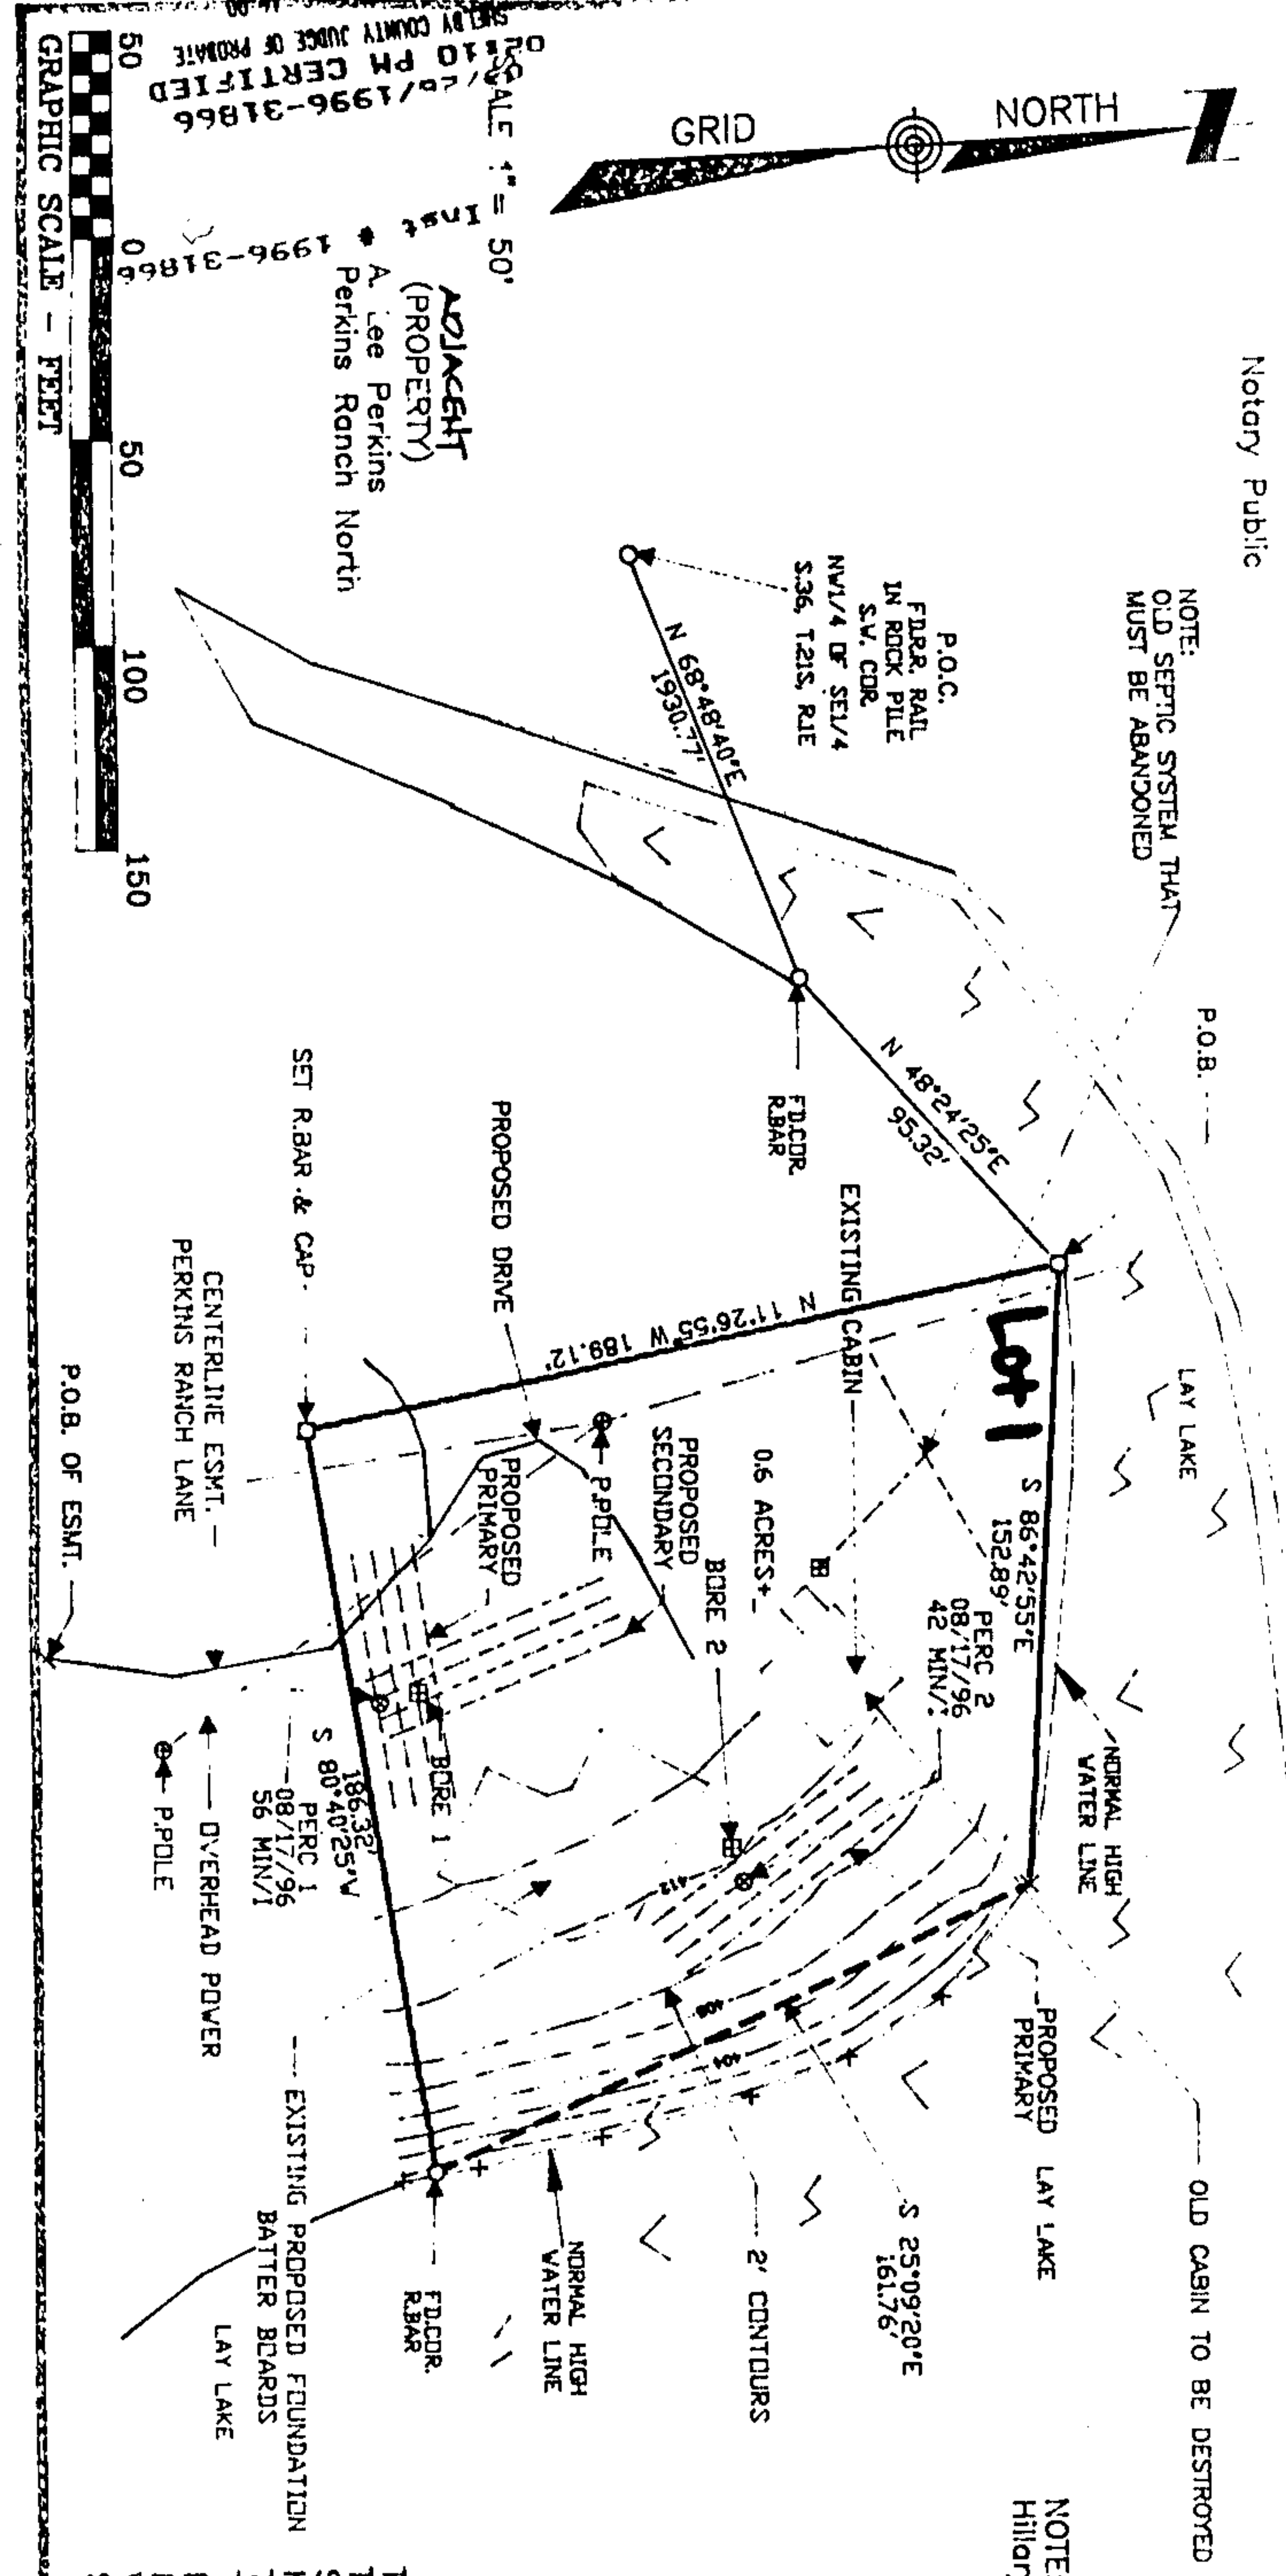 Notary Public
NOTE:
OLD SEPTIC SYSTEM THAT
MUST BE ABANDONED
P.O.B.
LAY LAKE
OLD CABIN TO BE DESTROYED
GRID
NORTH
P.O.C.
FD.R.R. RAIL
IN ROCK PILE
S.W. COR.
NW1/4 OF SE1/4
S.36, T.21S, R.1E
N 68°48'40"E
1930.77'
FD.COR.
R.BAR
N 48°24'25"E
95.32'
Lot 1
S 86°42'55"E
152.89'
NORMAL HIGH
WATER LINE
PROPOSED
PRIMARY
LAY LAKE
PERC 2
08/17/96
42 MIN/
EXISTING CABIN
0.6 ACRES±
BORE 2
PROPOSED
SECONDARY
P.POLE
N 11°26'55" W 189.12'
PROPOSED DRIVE
PROPOSED
PRIMARY
BORE 1
412
408
404
S 25°09'20"E
161.76'
2' CONTOURS
NORMAL HIGH
WATER LINE
FD.COR.
R.BAR
SET R.BAR & CAP
186.32'
S 80°40'25"W
PERC 1
08/17/96
56 MIN/I
CENTERLINE ESMT.
PERKINS RANCH LANE
OVERHEAD POWER
P.POLE
EXISTING PROPOSED FOUNDATION
BATTER BOARDS
LAY LAKE
P.O.B. OF ESMT.
ADJACENT
(PROPERTY)
A. Lee Perkins
Perkins Ranch North
SCALE 1" = 50'
Inst # 1996-31866
/1996-31866
02:10 PM CERTIFIED
SHELBY COUNTY JUDGE OF PROBATE
50
0
50
100
150
GRAPHIC SCALE - FEET
NOTE: